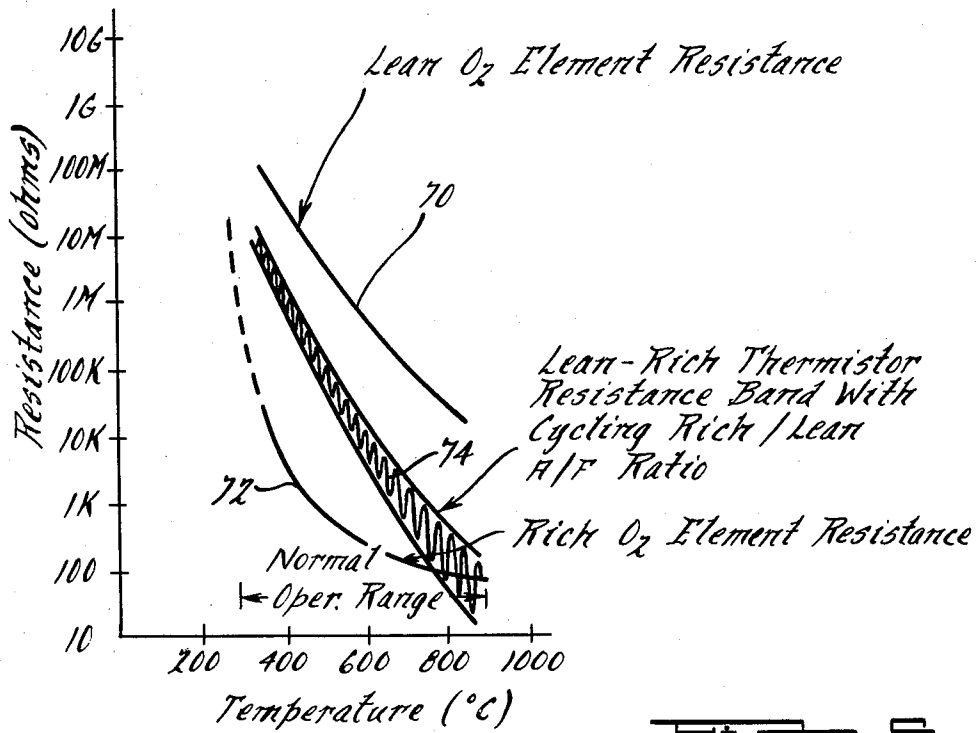 10G
1G
100M
10M
1M
100K
10K
1K
100
10
Resistance (ohms)
Lean O₂ Element Resistance
70
Lean-Rich Thermistor
Resistance Band With
Cycling Rich/Lean
A/F Ratio
74
72
Rich O₂ Element Resistance
Normal
Oper. Range
200 400 600 800 1000
Temperature (°C)